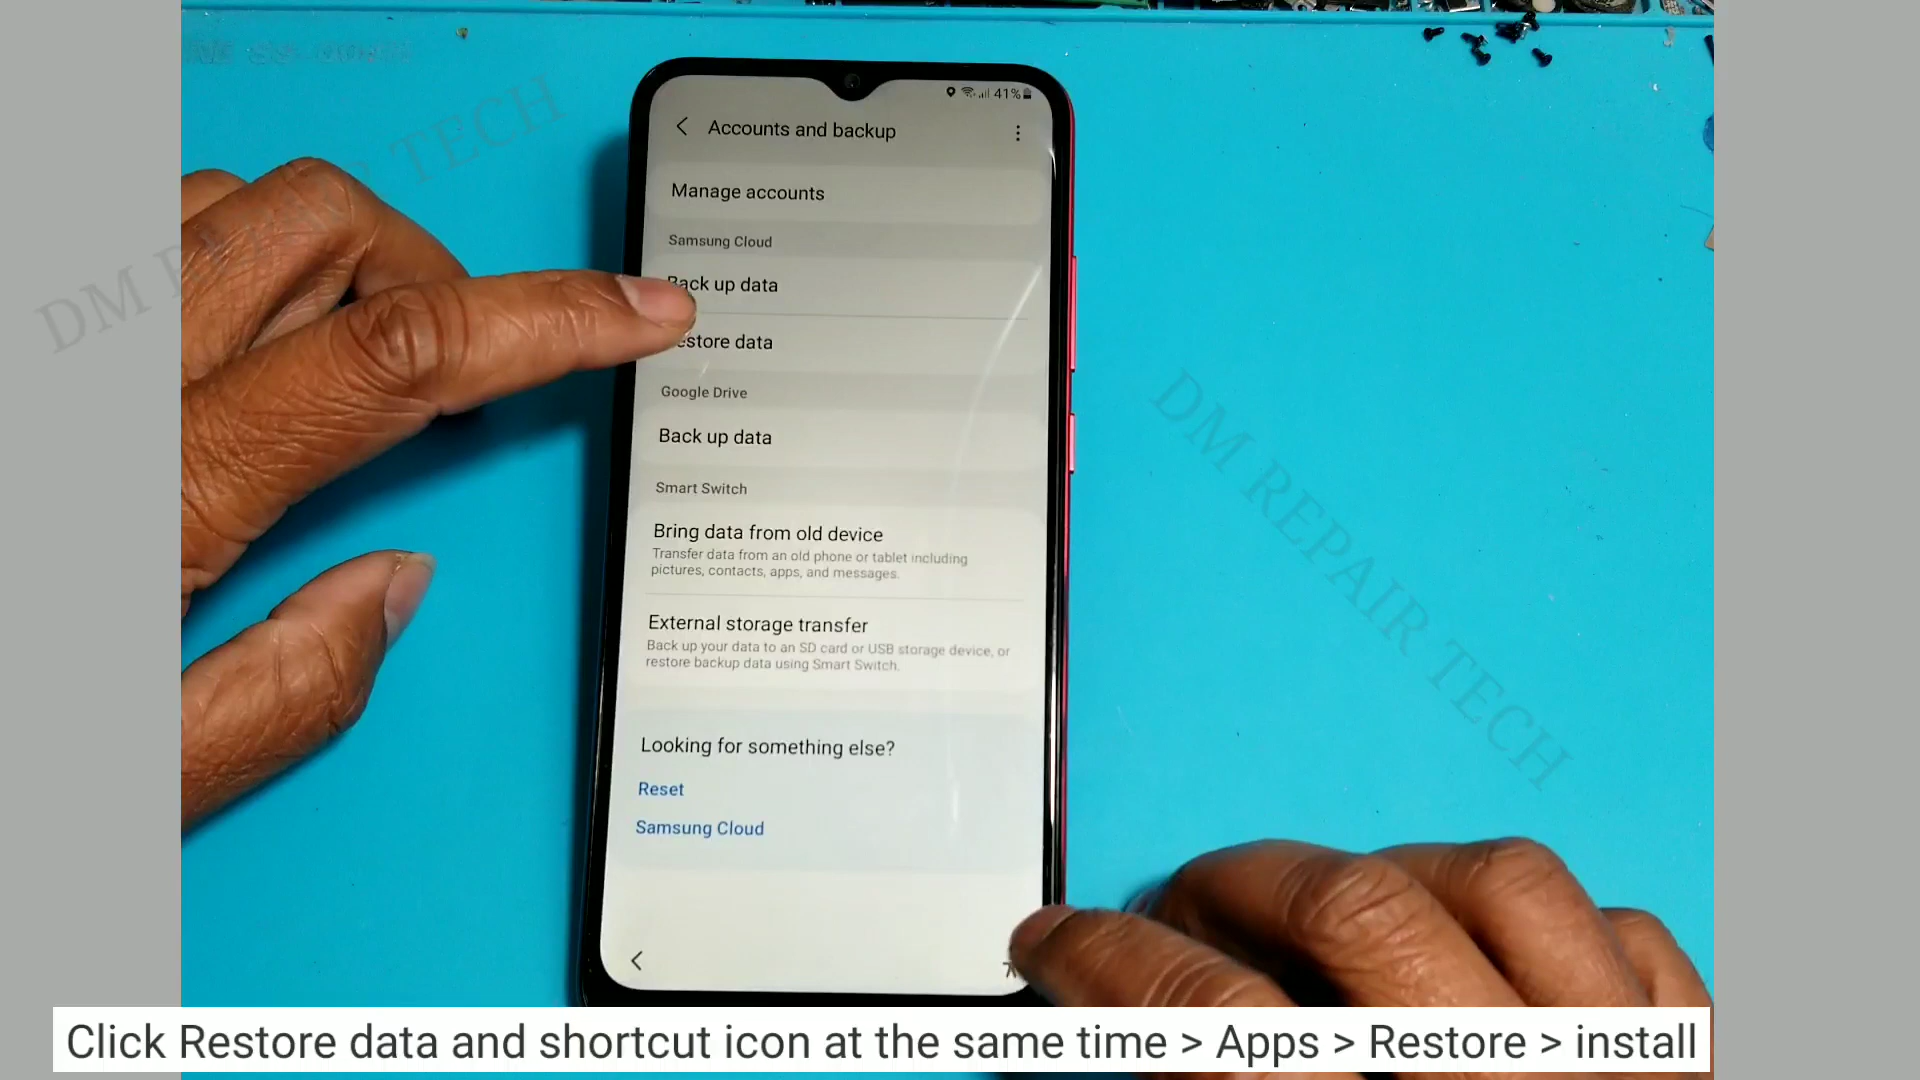 41%
Accounts and backup
Manage accounts
Samsung Cloud
Back up data
estore data
Google Drive
Back up data
Smart Switch
Bring data from old device
Transfer data from an old phone or tablet including
pictures, contacts, apps, and messages.
External storage transfer
Back up your data to an SD card or USB storage device, or
restore backup data using Smart Switch.
Looking for something else?
Reset
Samsung Cloud
DM REPAIR TECH
DM REPAIR TECH
Click Restore data and shortcut icon at the same time > Apps > Restore > install